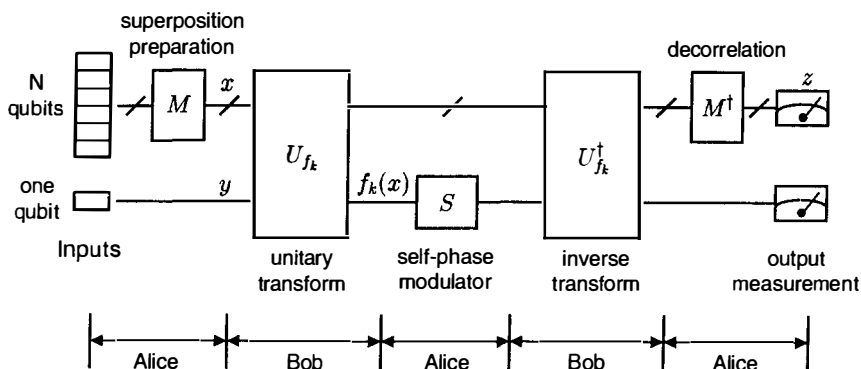 superposition
preparation
decorrelation
N
qubits
M
x
U_{f_k}
U_{f_k}^†
M^†
z
one
qubit
y
f_k(x)
S
Inputs
unitary
transform
self-phase
modulator
inverse
transform
output
measurement
Alice
Bob
Alice
Bob
Alice